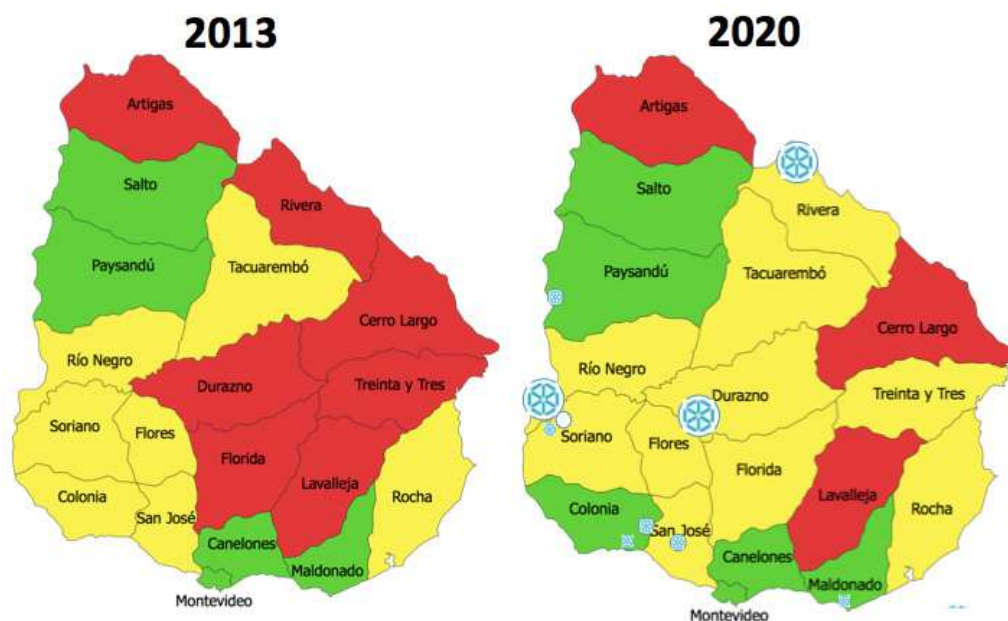 2013
Artigas
Salto
Rivera
Paysandú
Tacuarembó
Cerro Largo
Río Negro
Durazno
Treinta y Tres
Soriano
Flores
Florida
Lavalleja
Colonia
Rocha
San José
Canelones
Maldonado
Montevideo
2020
Artigas
Salto
Rivera
Paysandú
Tacuarembó
Cerro Largo
Río Negro
Durazno
Treinta y Tres
Soriano
Flores
Florida
Lavalleja
Colonia
Rocha
San José
Canelones
Maldonado
Montevideo